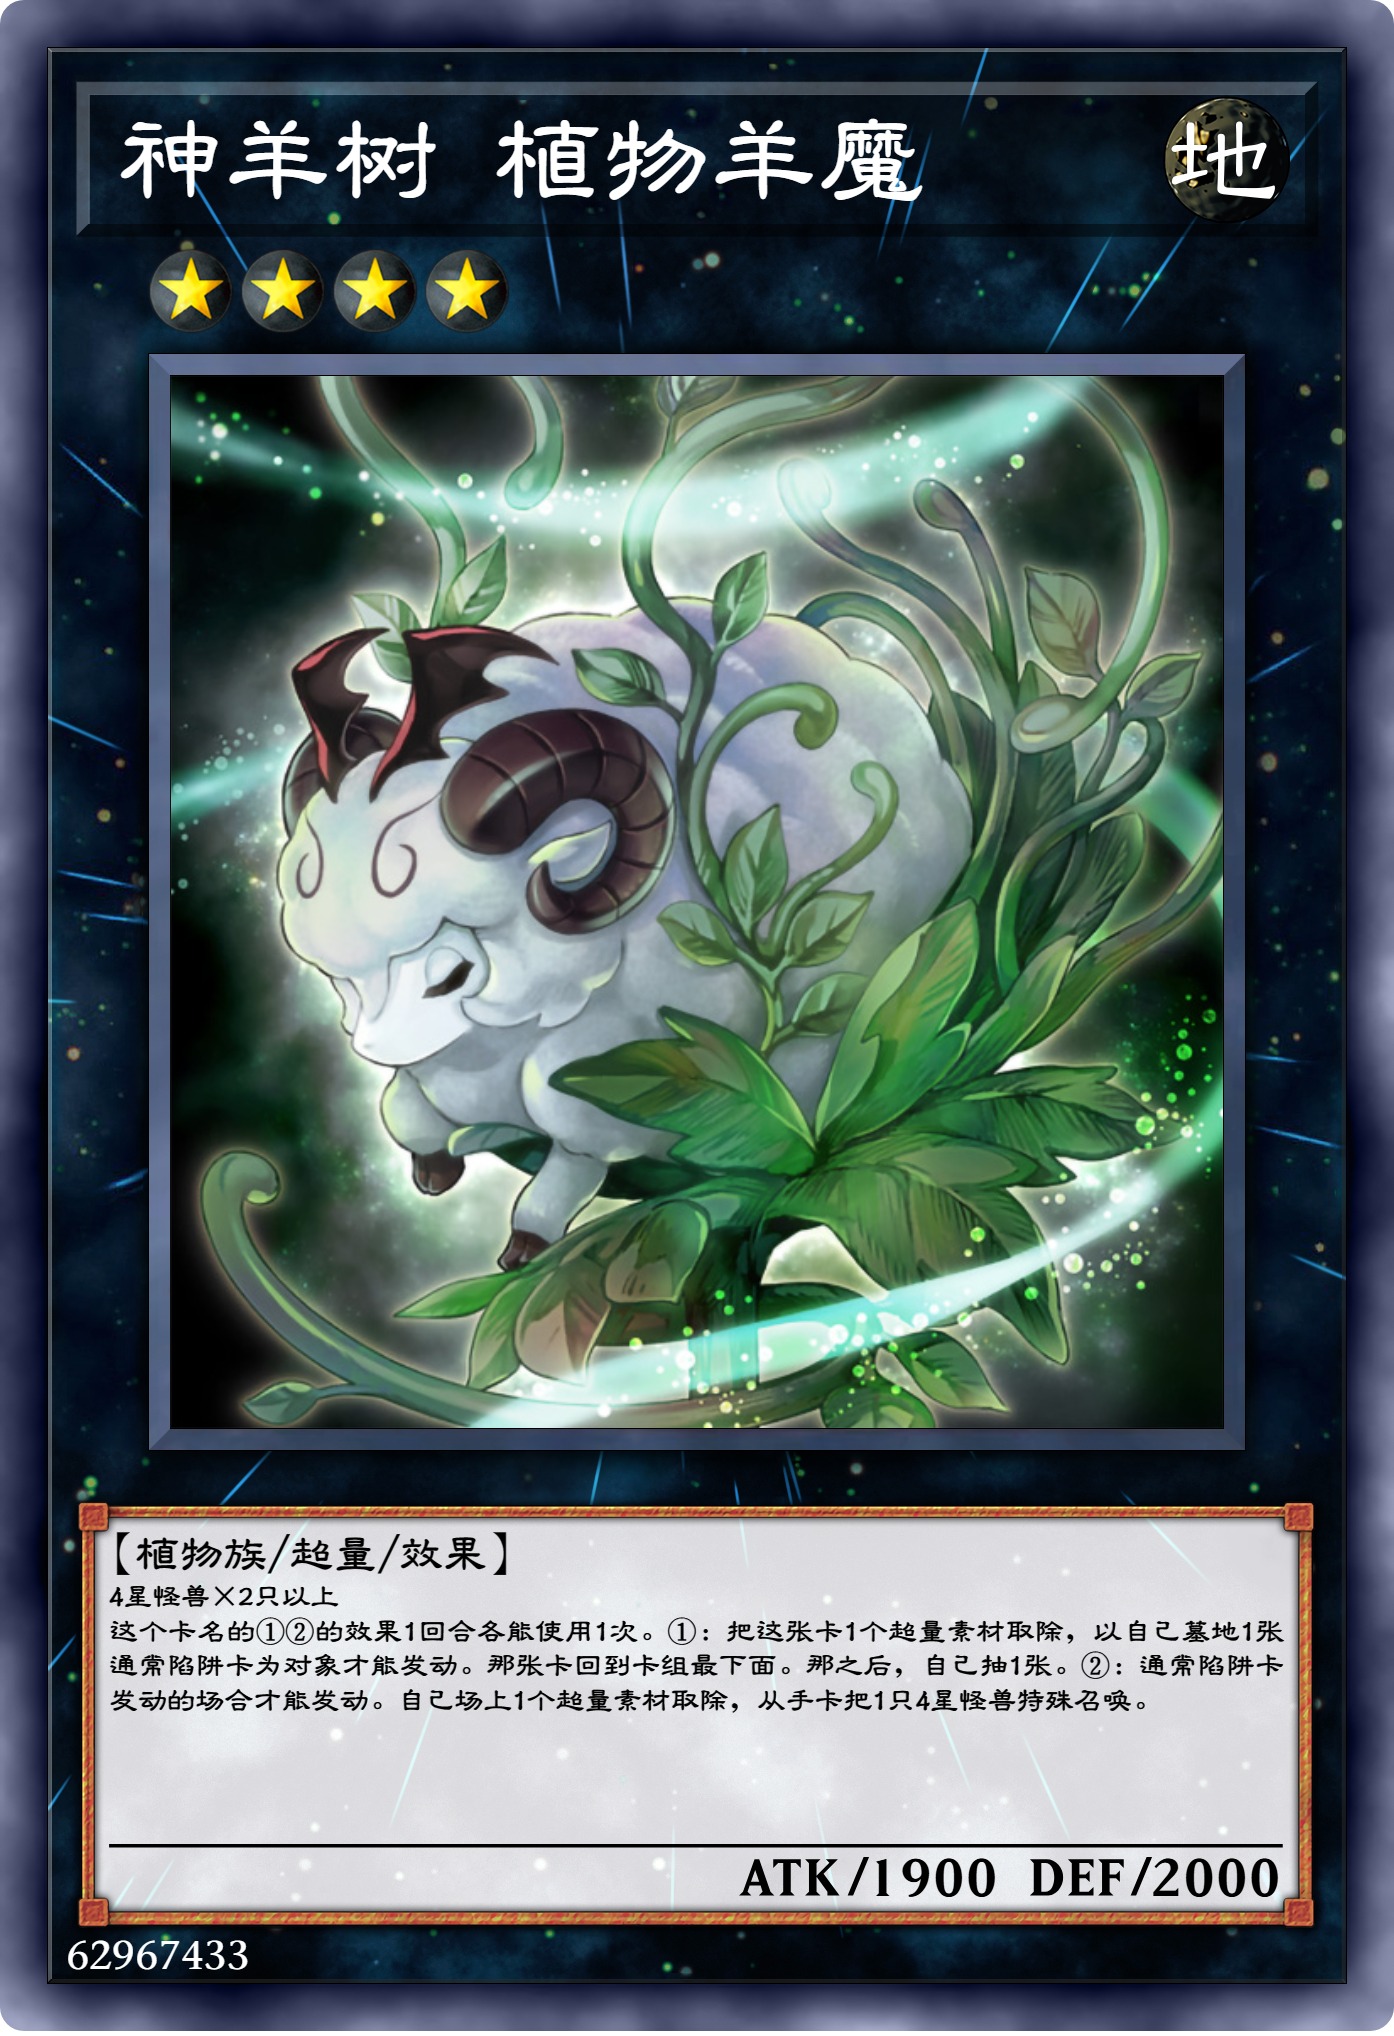 神羊树 植物羊魔
地
【植物族/超量/效果】
4星怪兽×2只以上
这个卡名的①②的效果1回合各能使用1次。①：把这张卡1个超量素材取除，以自己墓地1张
通常陷阱卡为对象才能发动。那张卡回到卡组最下面。那之后，自己抽1张。②：通常陷阱卡
发动的场合才能发动。自己场上1个超量素材取除，从手卡把1只4星怪兽特殊召唤。
ATK/1900 DEF/2000
62967433